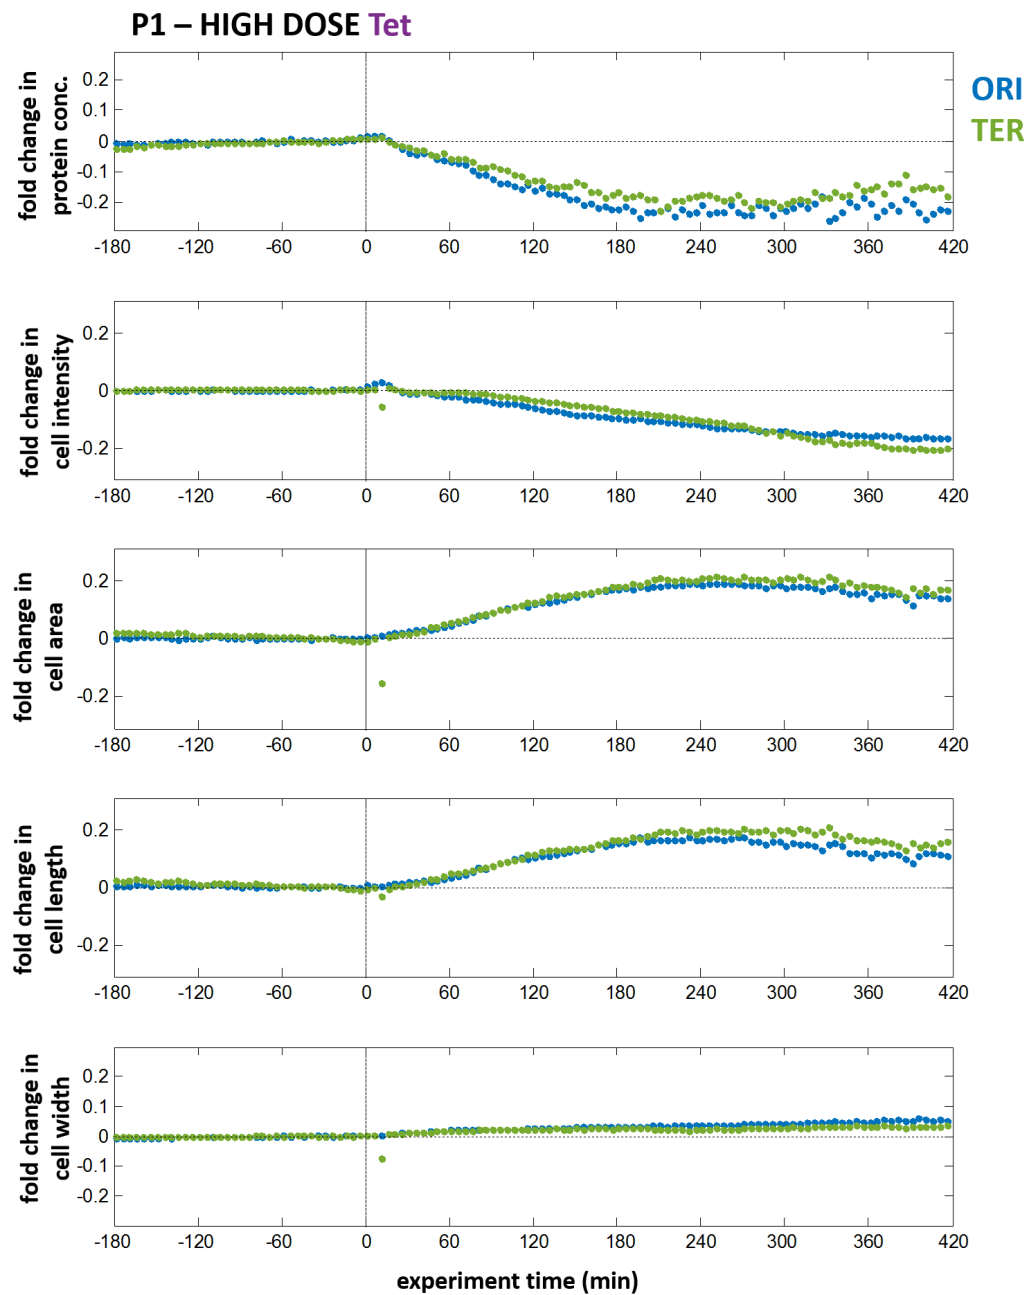 P1 – HIGH DOSE Tet
ORI
TER
fold change in
protein conc.
0.2
0.1
0
-0.1
-0.2
-180 -120 -60 0 60 120 180 240 300 360 420
fold change in
cell intensity
0.2
0
-0.2
-180 -120 -60 0 60 120 180 240 300 360 420
fold change in
cell area
0.2
0
-0.2
-180 -120 -60 0 60 120 180 240 300 360 420
fold change in
cell length
0.2
0
-0.2
-180 -120 -60 0 60 120 180 240 300 360 420
fold change in
cell width
0.2
0.1
0
-0.1
-0.2
-180 -120 -60 0 60 120 180 240 300 360 420
experiment time (min)